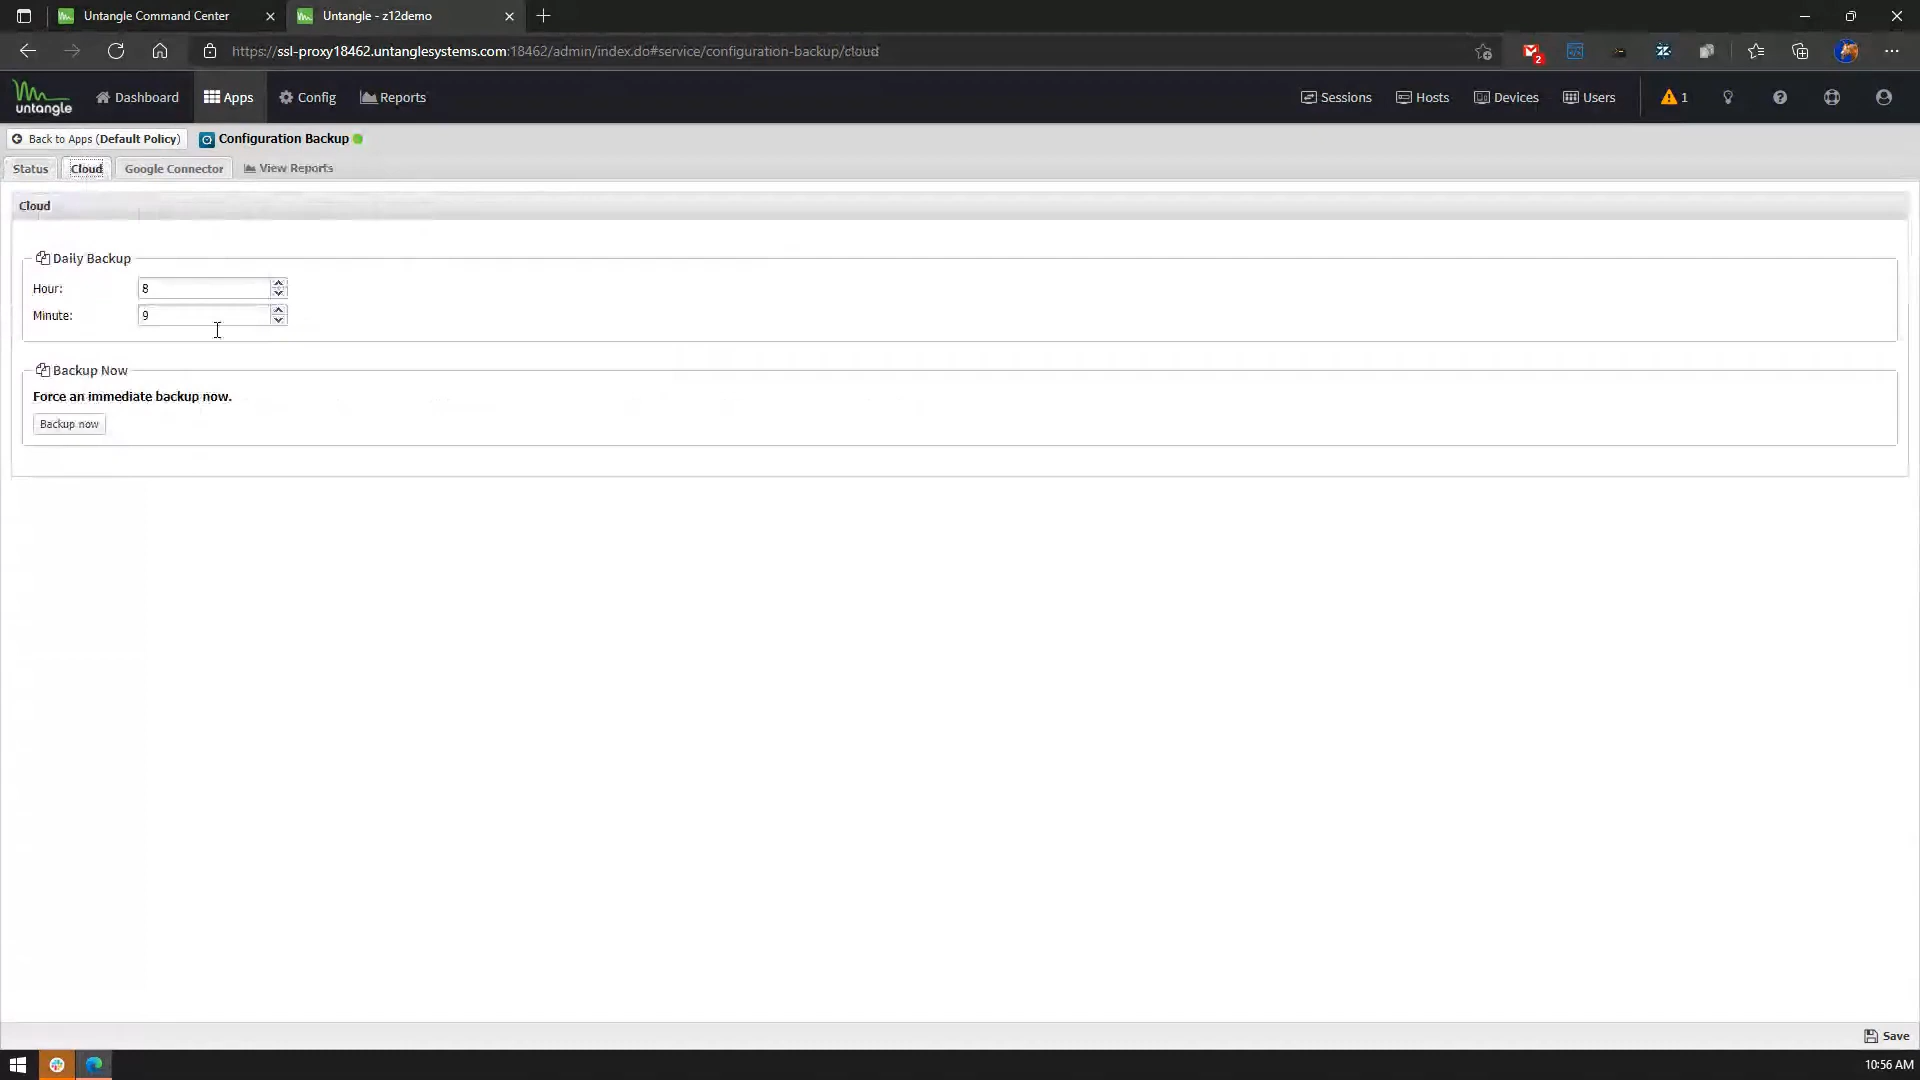 Untangle Command Center
Untangle - z12demo
https://ssl-proxy18462.untanglesystems.com:18462/admin/index.do#service/configuration-backup/cloud
2
untangle
Dashboard
Apps
Config
Reports
Sessions
Hosts
Devices
Users
1
Back to Apps (Default Policy)
Configuration Backup
Status
Cloud
Google Connector
View Reports
Cloud
Daily Backup
Hour:
8
Minute:
9
Backup Now
Force an immediate backup now.
Backup now
Save
10:56 AM